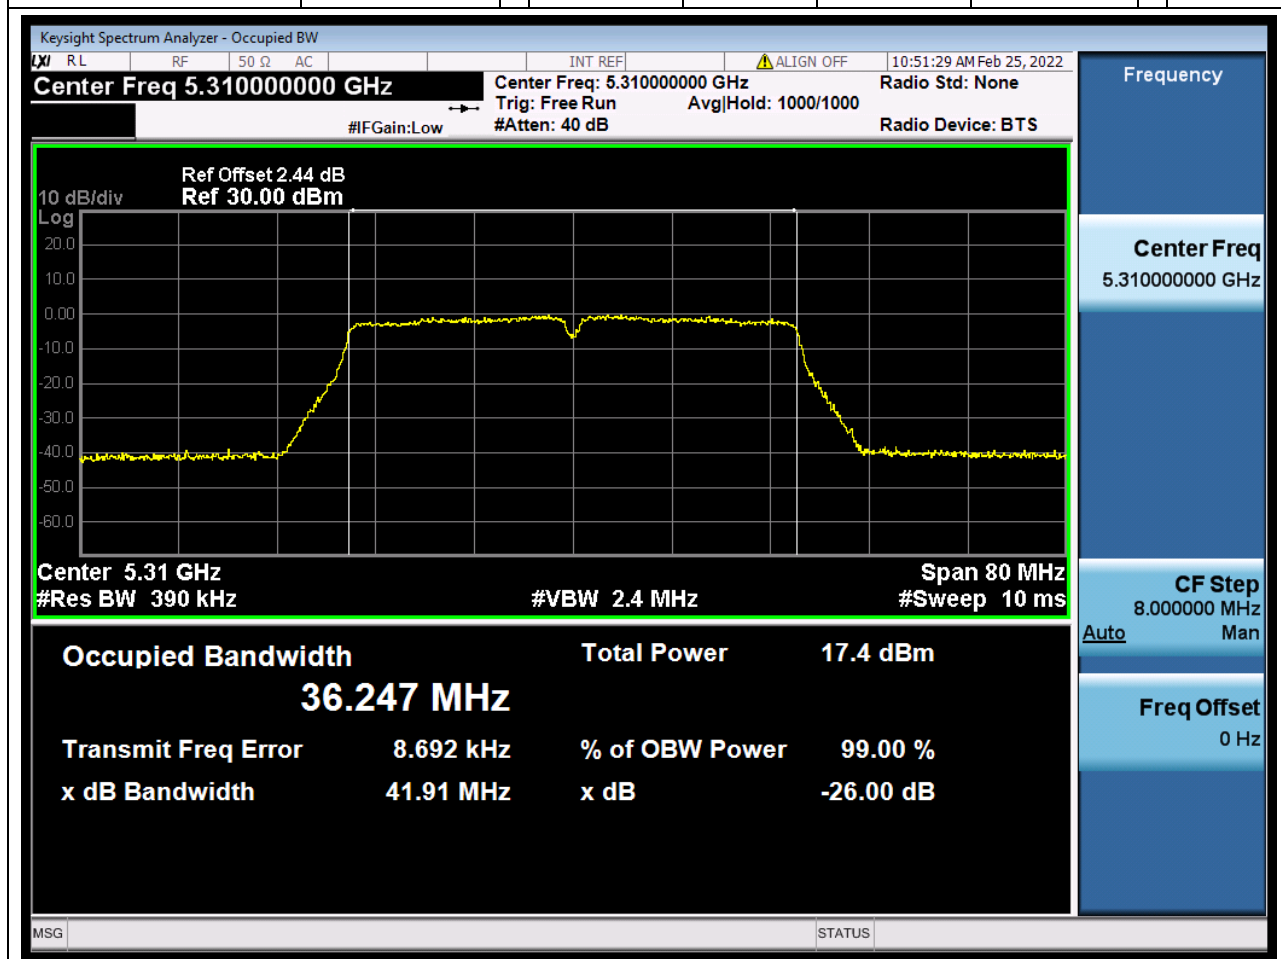 Keysight Spectrum Analyzer - Occupied BW
LXI RL RF 50 Ω AC INT REF ALIGN OFF 10:51:29 AM Feb 25, 2022
Center Freq 5.310000000 GHz
Center Freq: 5.310000000 GHz
Radio Std: None
Trig: Free Run Avg|Hold: 1000/1000
#IFGain:Low
#Atten: 40 dB
Radio Device: BTS
Ref Offset 2.44 dB
10 dB/div Ref 30.00 dBm
Log
20.0
10.0
0.00
-10.0
-20.0
-30.0
-40.0
-50.0
-60.0
Center 5.31 GHz
Span 80 MHz
#Res BW 390 kHz
#VBW 2.4 MHz
#Sweep 10 ms
Occupied Bandwidth
Total Power 17.4 dBm
36.247 MHz
Transmit Freq Error 8.692 kHz
% of OBW Power 99.00 %
x dB Bandwidth 41.91 MHz
x dB -26.00 dB
Frequency
Center Freq
5.310000000 GHz
CF Step
8.000000 MHz
Auto Man
Freq Offset
0 Hz
MSG
STATUS